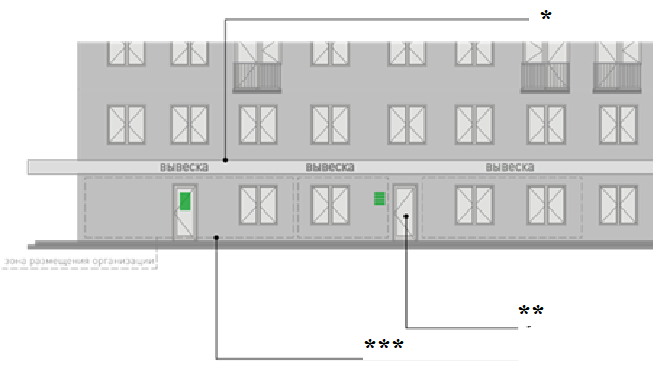 *
вывеска вывеска вывеска
зона размещения организации
**
***